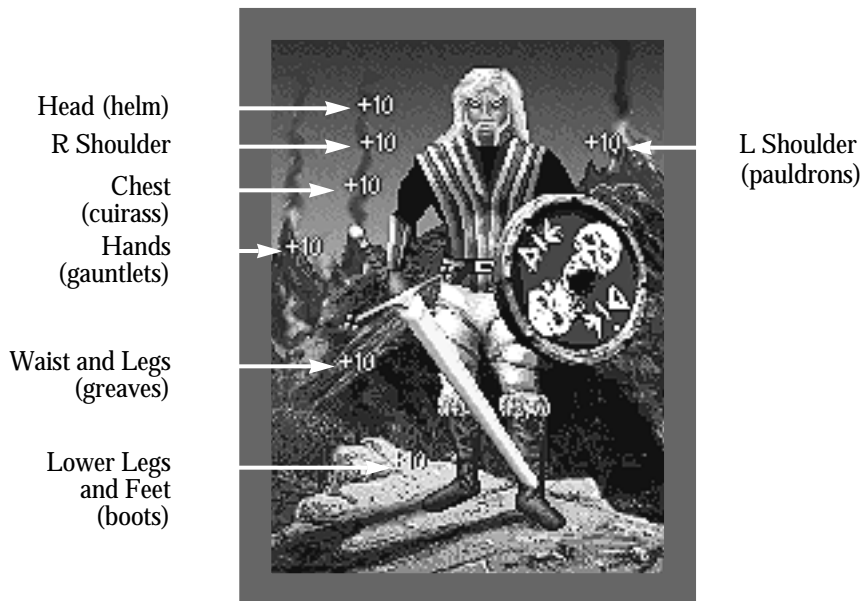 Head (helm)
+10
R Shoulder
+10
+10
L Shoulder
(pauldrons)
Chest
(cuirass)
+10
Hands
(gauntlets)
+10
Waist and Legs
(greaves)
+10
Lower Legs
and Feet
(boots)
+10